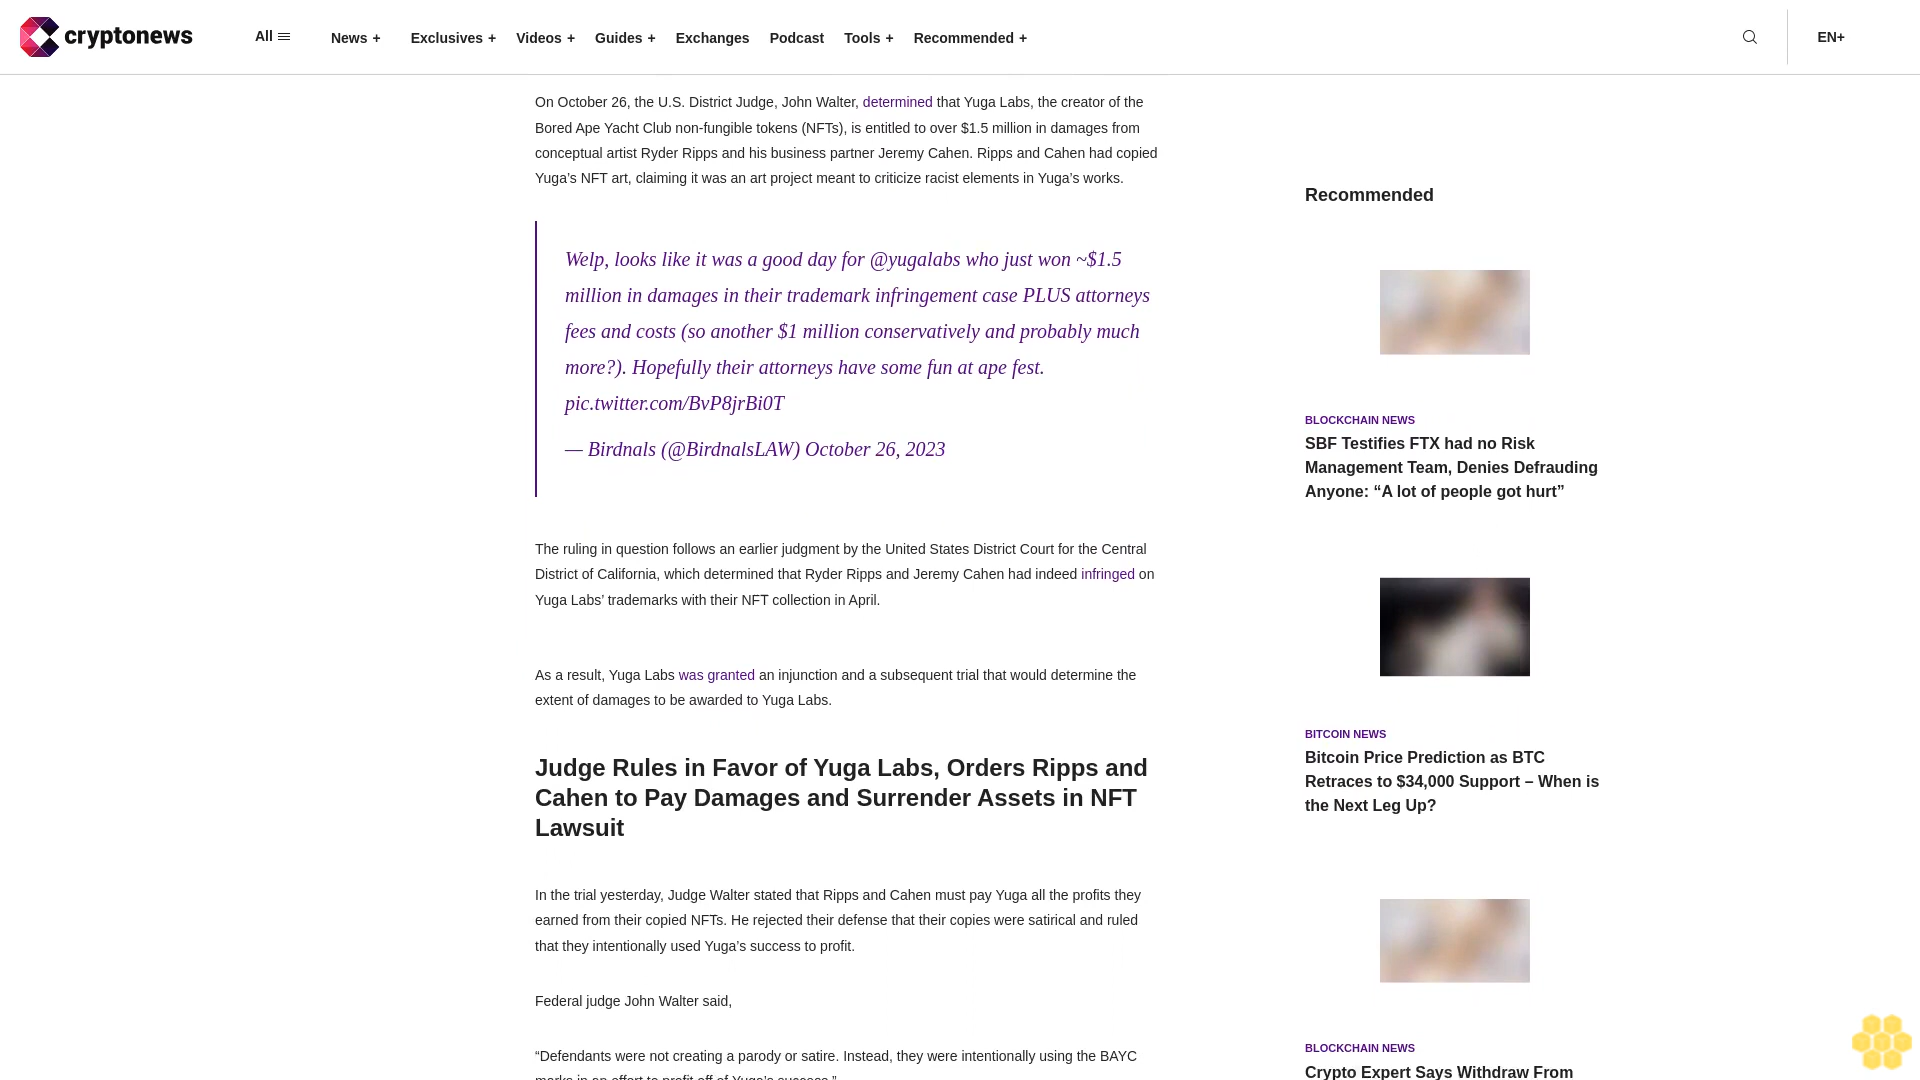 cryptonews
All
News +
Exclusives +
Videos +
Guides +
Exchanges
Podcast
Tools +
Recommended +
EN+
On October 26, the U.S. District Judge, John Walter, determined that Yuga Labs, the creator of the
Bored Ape Yacht Club non-fungible tokens (NFTs), is entitled to over $1.5 million in damages from
conceptual artist Ryder Ripps and his business partner Jeremy Cahen. Ripps and Cahen had copied
Yuga’s NFT art, claiming it was an art project meant to criticize racist elements in Yuga’s works.
Welp, looks like it was a good day for @yugalabs who just won ~$1.5
million in damages in their trademark infringement case PLUS attorneys
fees and costs (so another $1 million conservatively and probably much
more?). Hopefully their attorneys have some fun at ape fest.
pic.twitter.com/BvP8jrBi0T
— Birdnals (@BirdnalsLAW) October 26, 2023
The ruling in question follows an earlier judgment by the United States District Court for the Central
District of California, which determined that Ryder Ripps and Jeremy Cahen had indeed infringed on
Yuga Labs’ trademarks with their NFT collection in April.
As a result, Yuga Labs was granted an injunction and a subsequent trial that would determine the
extent of damages to be awarded to Yuga Labs.
Judge Rules in Favor of Yuga Labs, Orders Ripps and
Cahen to Pay Damages and Surrender Assets in NFT
Lawsuit
In the trial yesterday, Judge Walter stated that Ripps and Cahen must pay Yuga all the profits they
earned from their copied NFTs. He rejected their defense that their copies were satirical and ruled
that they intentionally used Yuga’s success to profit.
Federal judge John Walter said,
“Defendants were not creating a parody or satire. Instead, they were intentionally using the BAYC
marks in an effort to profit off of Yuga’s success.”
Recommended
BLOCKCHAIN NEWS
SBF Testifies FTX had no Risk
Management Team, Denies Defrauding
Anyone: “A lot of people got hurt”
BITCOIN NEWS
Bitcoin Price Prediction as BTC
Retraces to $34,000 Support – When is
the Next Leg Up?
BLOCKCHAIN NEWS
Crypto Expert Says Withdraw From